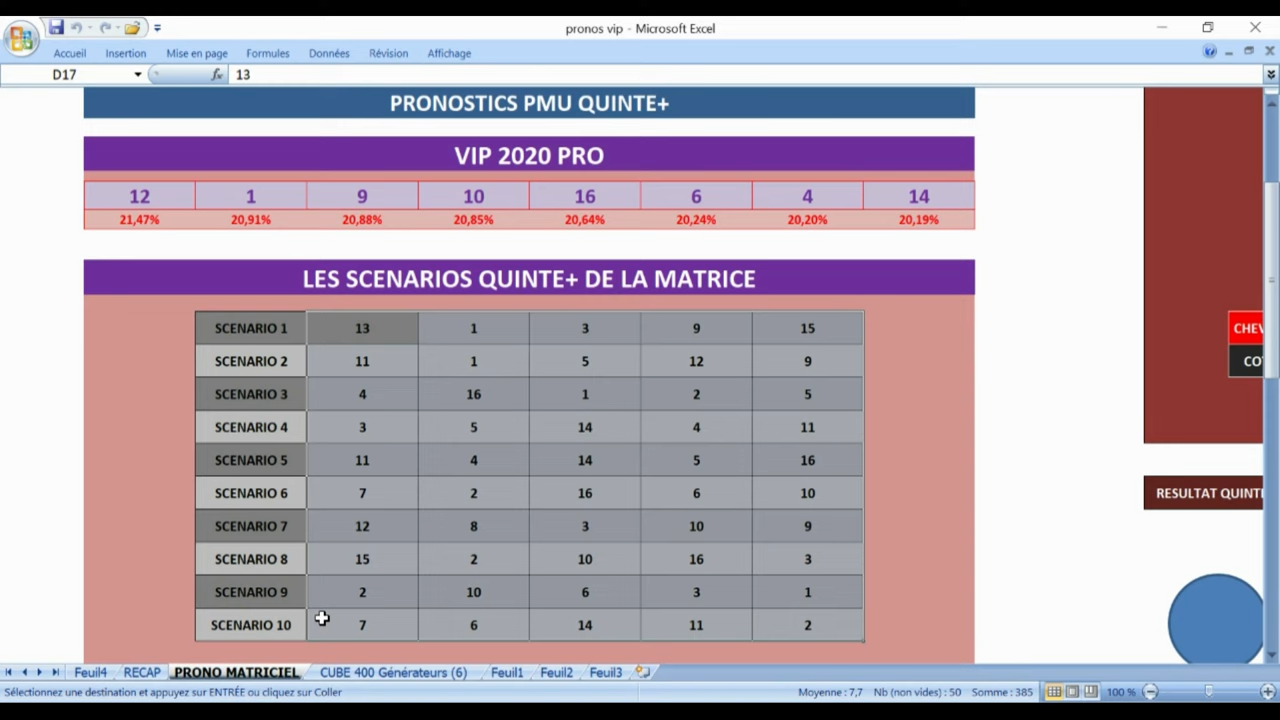 pronos vip - Microsoft Excel
Accueil Insertion Mise en page Formules Données Révision Affichage
D17 fx 13
PRONOSTICS PMU QUINTE+
VIP 2020 PRO
12 1 9 10 16 6 4 14
21,47% 20,91% 20,88% 20,85% 20,64% 20,24% 20,20% 20,19%
LES SCENARIOS QUINTE+ DE LA MATRICE
SCENARIO 1 13 1 3 9 15
CHEV
SCENARIO 2 11 1 5 12 9
CO
SCENARIO 3 4 16 1 2 5
SCENARIO 4 3 5 14 4 11
SCENARIO 5 11 4 14 5 16
SCENARIO 6 7 2 16 6 10
RESULTAT QUINT
SCENARIO 7 12 8 3 10 9
SCENARIO 8 15 2 10 16 3
SCENARIO 9 2 10 6 3 1
SCENARIO 10 7 6 14 11 2
Feuil4 RECAP PRONO MATRICIEL CUBE 400 Générateurs (6) Feuil1 Feuil2 Feuil3
Sélectionnez une destination et appuyez sur ENTRÉE ou cliquez sur Coller Moyenne : 7,7 Nb (non vides) : 50 Somme : 385 100 %